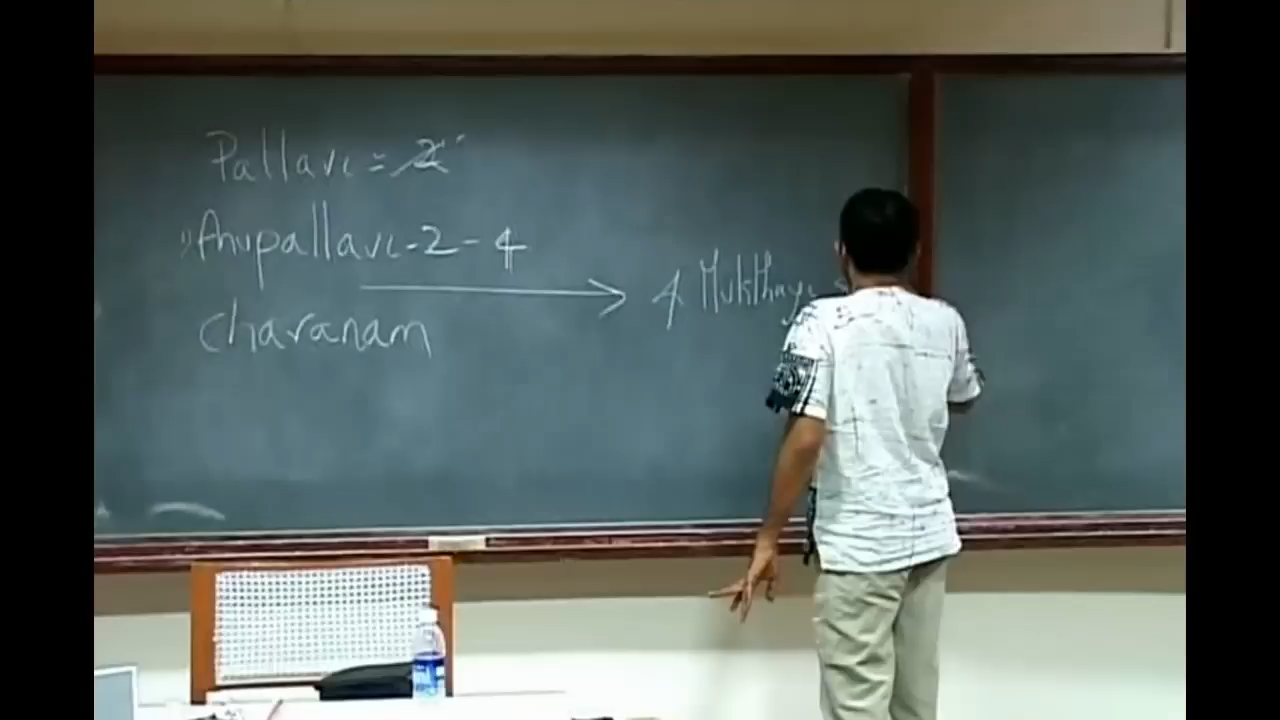 Pallavi = 2
Anupallavi - 2 - 4
4 Mukthayi
Charanam